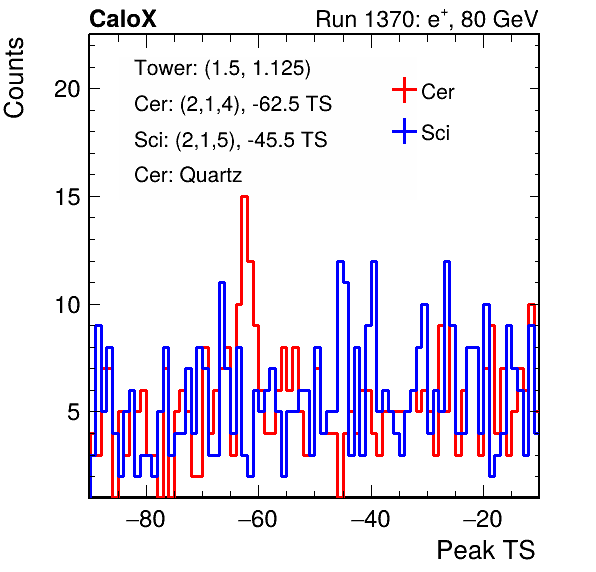 CaloX
Run 1370: e+, 80 GeV
Counts
Tower: (1.5, 1.125)
Cer: (2,1,4), -62.5 TS
Sci: (2,1,5), -45.5 TS
Cer: Quartz
Cer
Sci
20
15
10
5
−80
−60
−40
−20
Peak TS